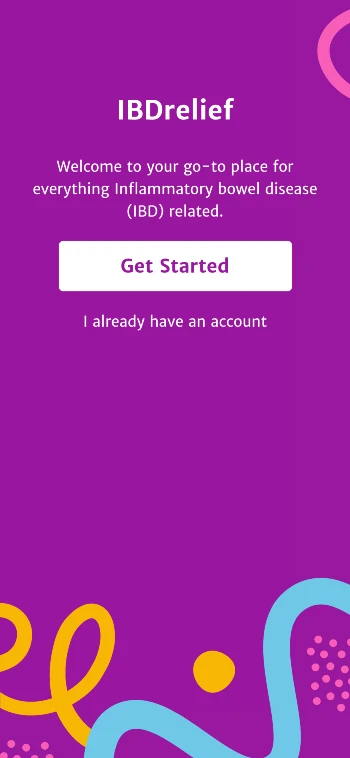 IBDrelief
Welcome to your go-to place for
everything Inflammatory bowel disease
(IBD) related.
Get Started
I already have an account